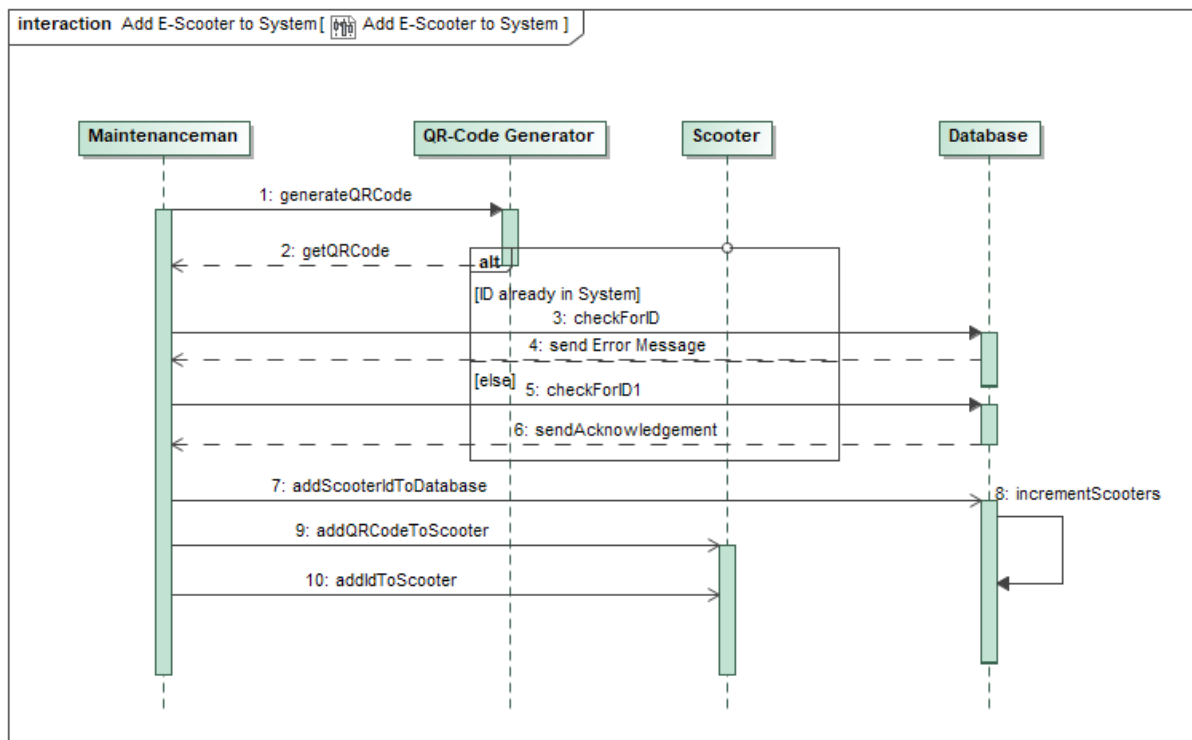 interaction Add E-Scooter to System [ Add E-Scooter to System ]
Maintenanceman
QR-Code Generator
Scooter
Database
1: generateQRCode
2: getQRCode
alt
[ID already in System]
3: checkForID
4: send Error Message
[else]
5: checkForID1
6: sendAcknowledgement
7: addScooterIdToDatabase
8: incrementScooters
9: addQRCodeToScooter
10: addIdToScooter